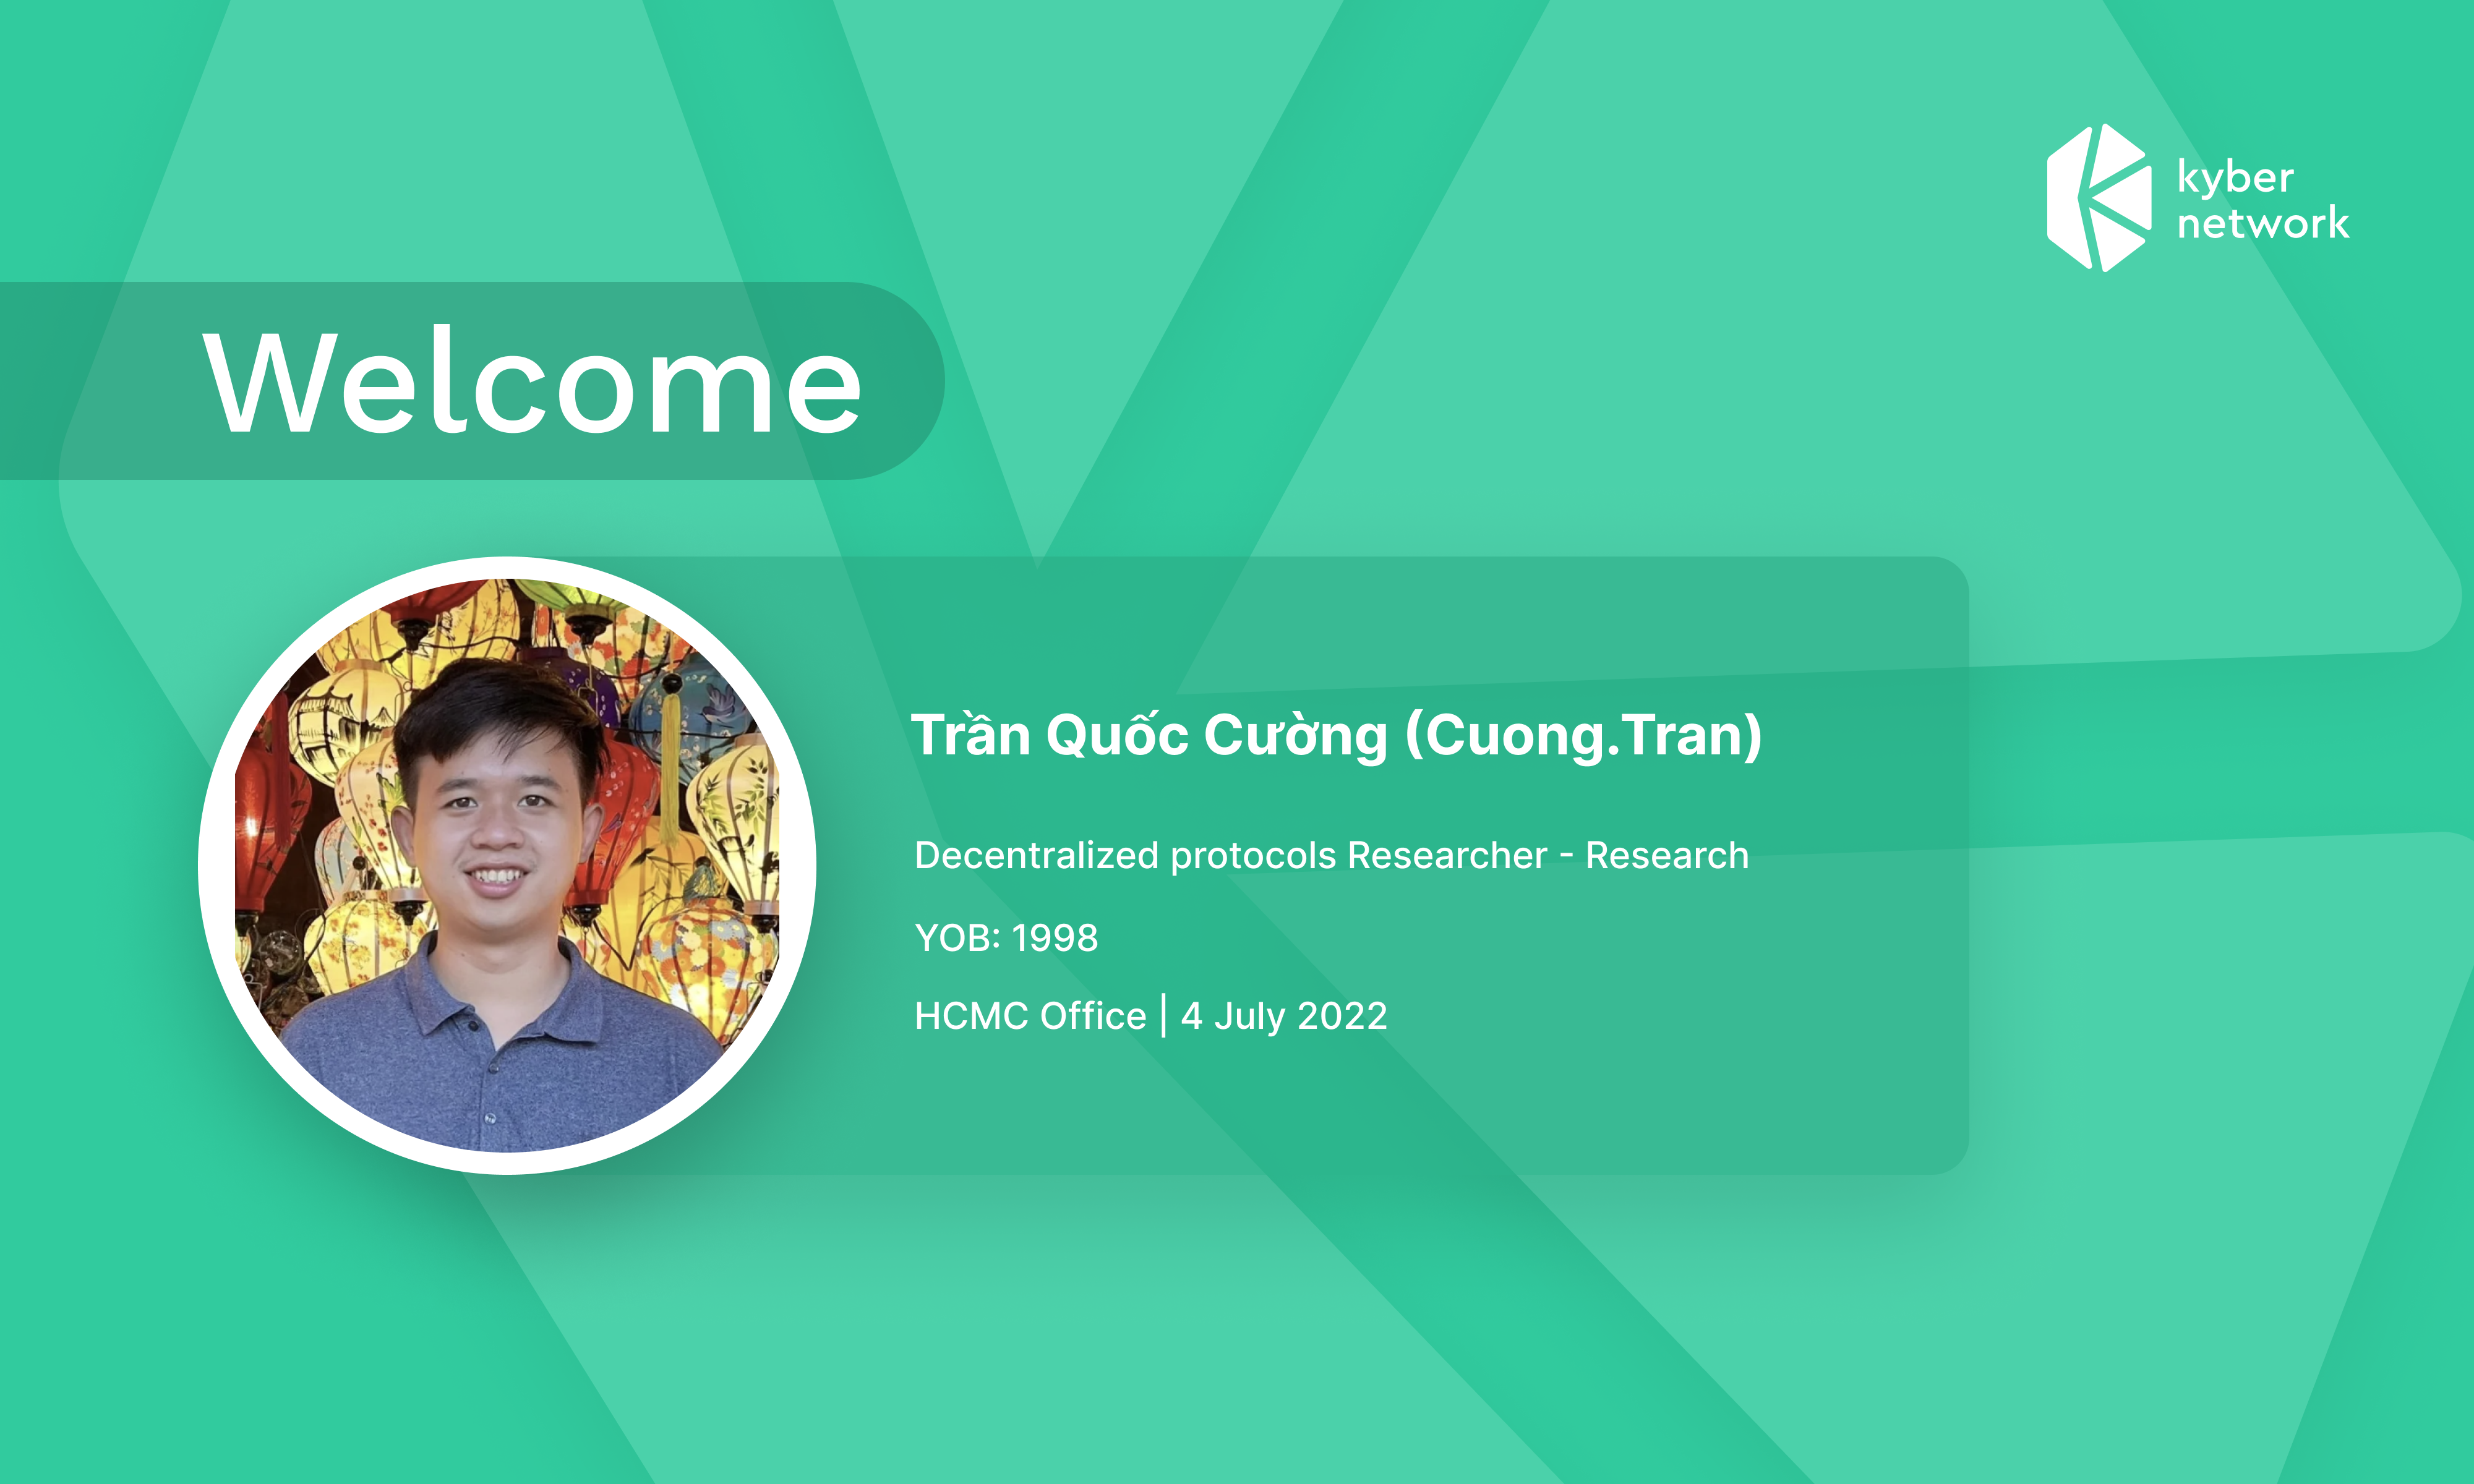 kyber
network
Welcome
Trần Quốc Cường (Cuong.Tran)
Decentralized protocols Researcher - Research
YOB: 1998
HCMC Office | 4 July 2022